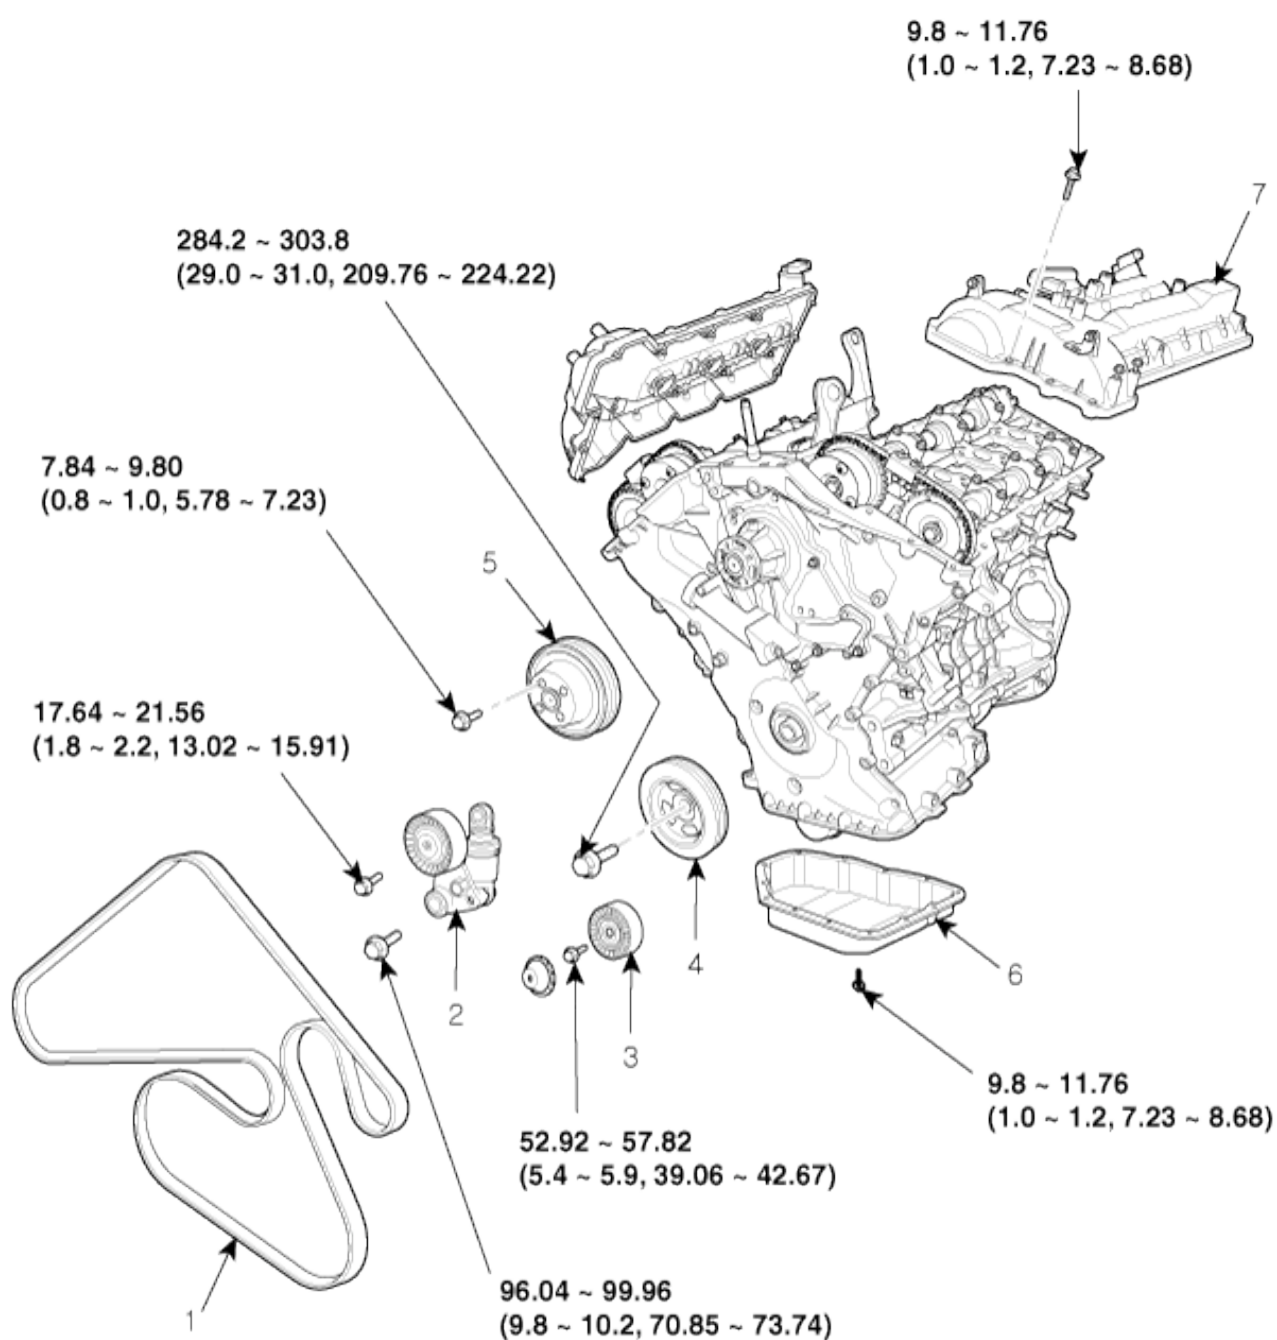 9.8 ~ 11.76
(1.0 ~ 1.2, 7.23 ~ 8.68)
7
284.2 ~ 303.8
(29.0 ~ 31.0, 209.76 ~ 224.22)
7.84 ~ 9.80
(0.8 ~ 1.0, 5.78 ~ 7.23)
5
17.64 ~ 21.56
(1.8 ~ 2.2, 13.02 ~ 15.91)
4
6
2
3
9.8 ~ 11.76
(1.0 ~ 1.2, 7.23 ~ 8.68)
52.92 ~ 57.82
(5.4 ~ 5.9, 39.06 ~ 42.67)
1
96.04 ~ 99.96
(9.8 ~ 10.2, 70.85 ~ 73.74)